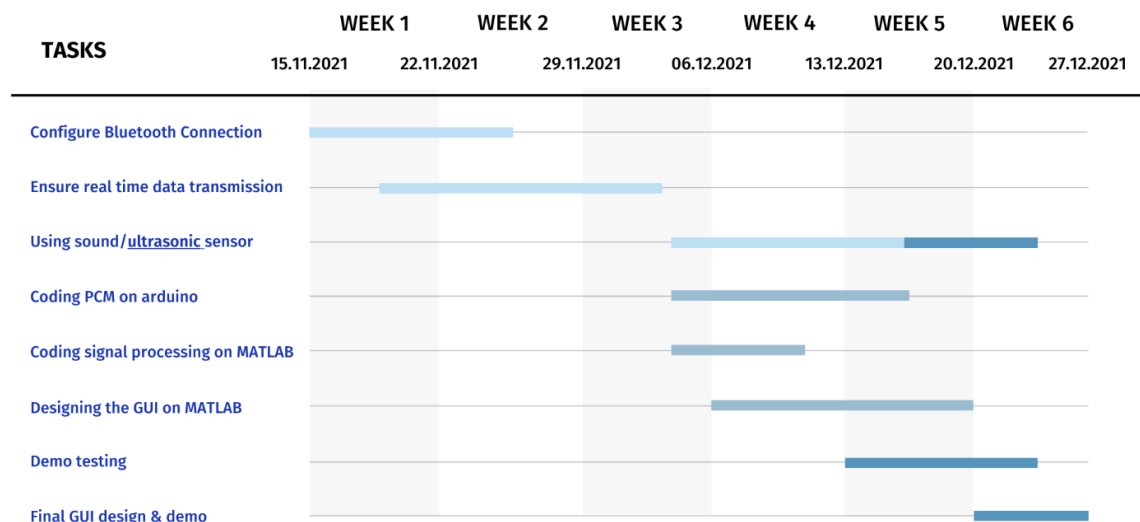 WEEK 1 WEEK 2 WEEK 3 WEEK 4 WEEK 5 WEEK 6
TASKS
15.11.2021 22.11.2021 29.11.2021 06.12.2021 13.12.2021 20.12.2021 27.12.2021
Configure Bluetooth Connection
Ensure real time data transmission
Using sound/ultrasonic sensor
Coding PCM on arduino
Coding signal processing on MATLAB
Designing the GUI on MATLAB
Demo testing
Final GUI design & demo